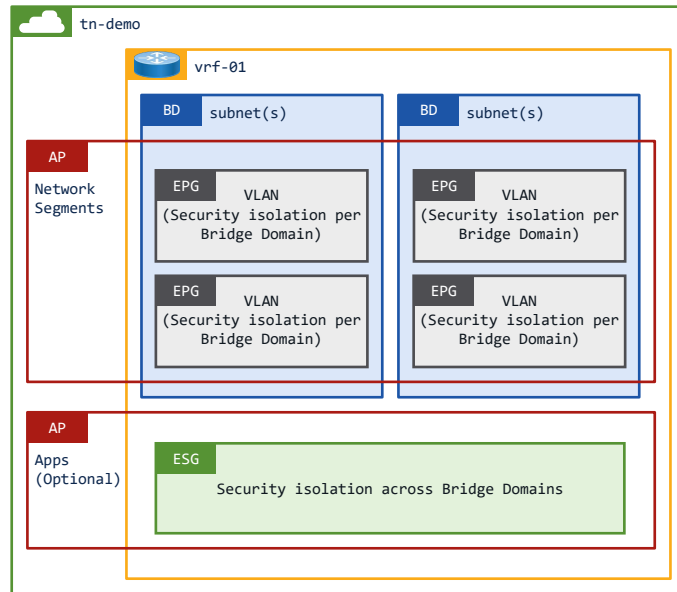 tn-demo
vrf-01
BD
subnet(s)
BD
subnet(s)
AP
Network
Segments
EPG
VLAN
(Security isolation per
Bridge Domain)
EPG
VLAN
(Security isolation per
Bridge Domain)
EPG
VLAN
(Security isolation per
Bridge Domain)
EPG
VLAN
(Security isolation per
Bridge Domain)
AP
Apps
(Optional)
ESG
Security isolation across Bridge Domains